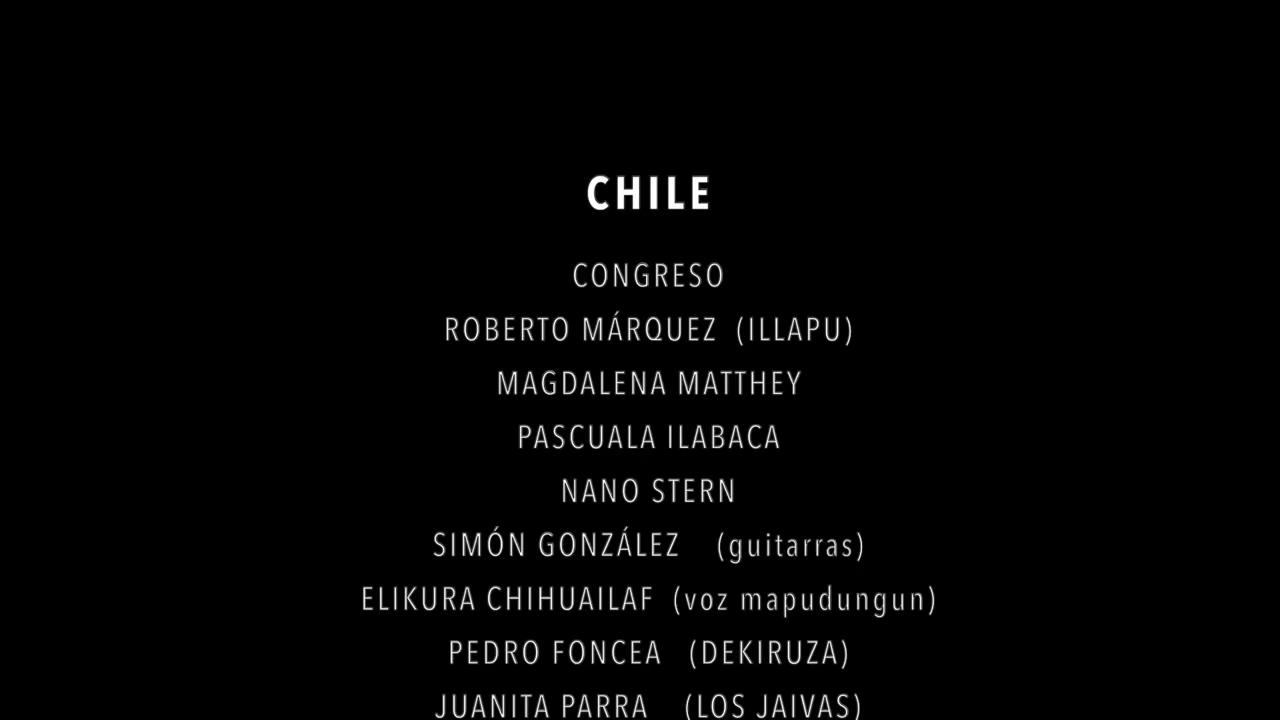 CHILE
CONGRESO
ROBERTO MÁRQUEZ (ILLAPU)
MAGDALENA MATTHEY
PASCUALA ILABACA
NANO STERN
SIMÓN GONZÁLEZ (guitarras)
ELIKURA CHIHUAILAF (voz mapudungun)
PEDRO FONCEA (DEKIRUZA)
JUANITA PARRA (LOS JAIVAS)